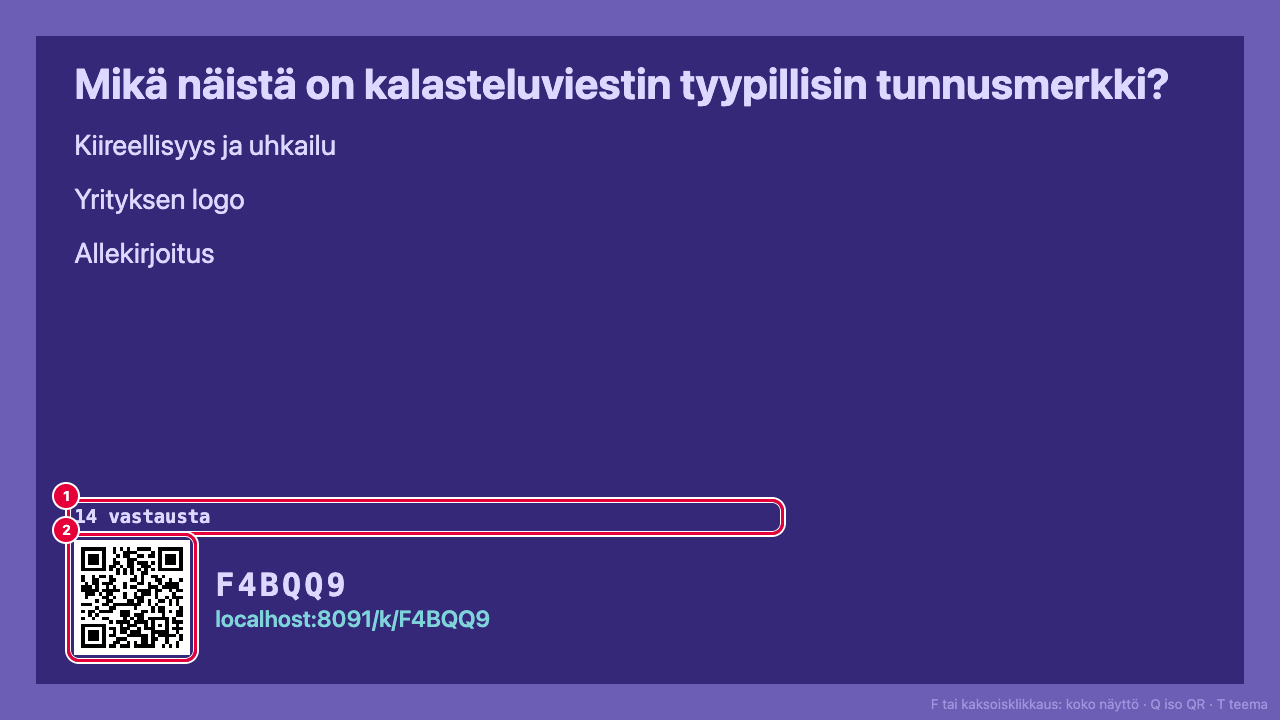 Mikä näistä on kalasteluviestin tyypillisin tunnusmerkki?
Kiireellisyys ja uhkailu
Yrityksen logo
Allekirjoitus
1
14 vastausta
2
F4BQQ9
localhost:8091/k/F4BQQ9
F tai kaksoisklikkaus: koko näyttö · Q iso QR · T teema